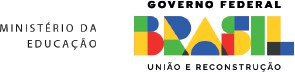 MINISTÉRIO DA
EDUCAÇÃO
GOVERNO FEDERAL
BRASIL
UNIÃO E RECONSTRUÇÃO